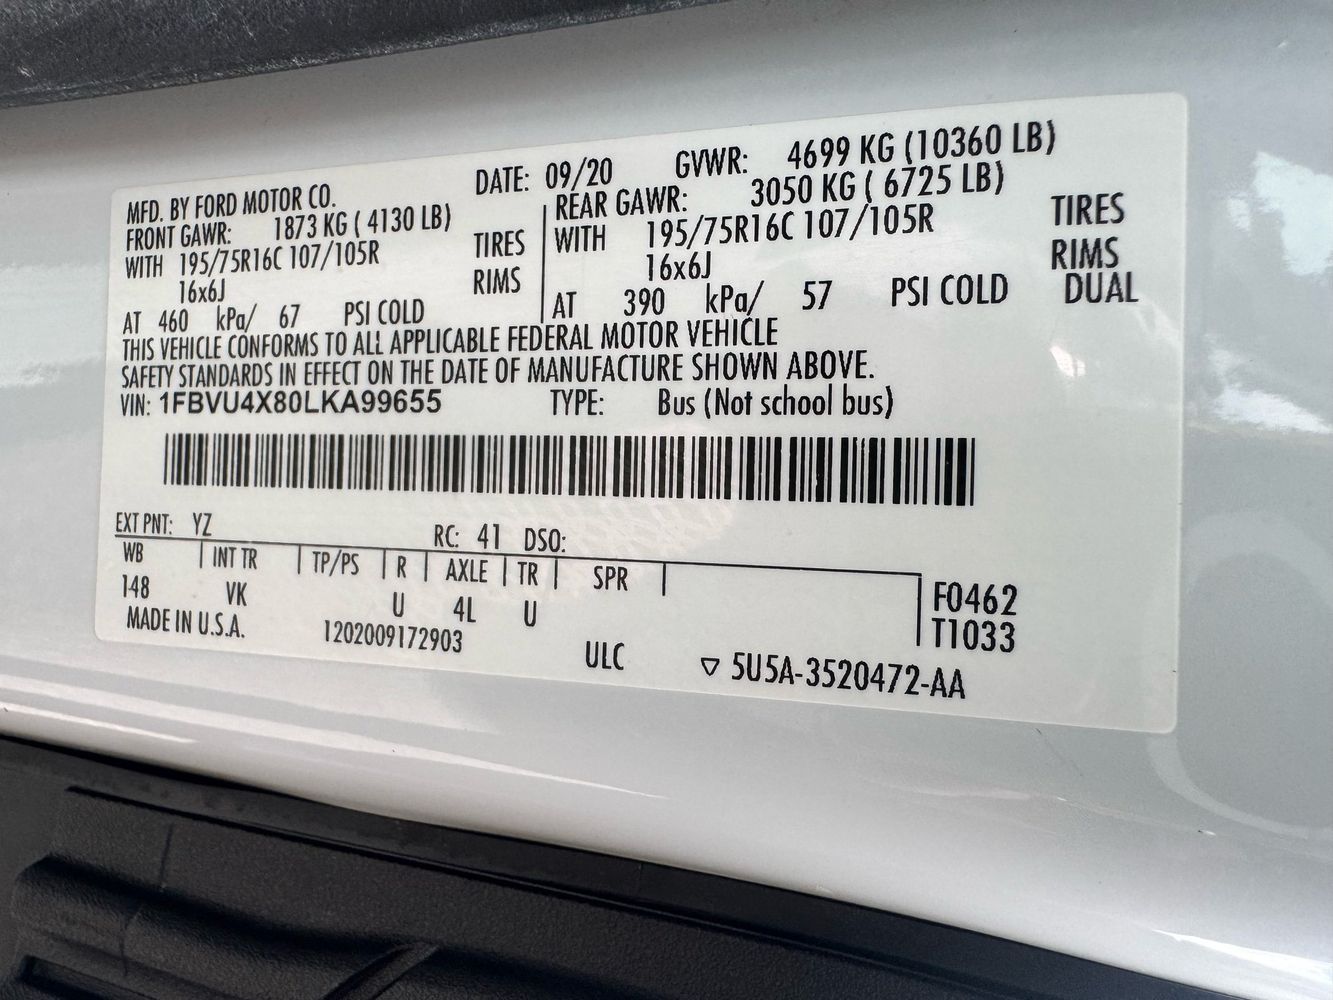 MFD. BY FORD MOTOR CO. DATE: 09/20 GVWR: 4699 KG (10360 LB)
FRONT GAWR: 1873 KG ( 4130 LB) REAR GAWR: 3050 KG ( 6725 LB)
WITH 195/75R16C 107/105R TIRES WITH 195/75R16C 107/105R TIRES
16x6J RIMS 16x6J RIMS
AT 460 kPa/ 67 PSI COLD AT 390 kPa/ 57 PSI COLD DUAL
THIS VEHICLE CONFORMS TO ALL APPLICABLE FEDERAL MOTOR VEHICLE
SAFETY STANDARDS IN EFFECT ON THE DATE OF MANUFACTURE SHOWN ABOVE.
VIN: 1FBVU4X80LKA99655 TYPE: Bus (Not school bus)
EXT PNT: YZ RC: 41 DSO:
WB INT TR TP/PS R AXLE TR SPR
148 VK U 4L U F0462
T1033
MADE IN U.S.A. 1202009172903 ULC ▽ 5U5A-3520472-AA